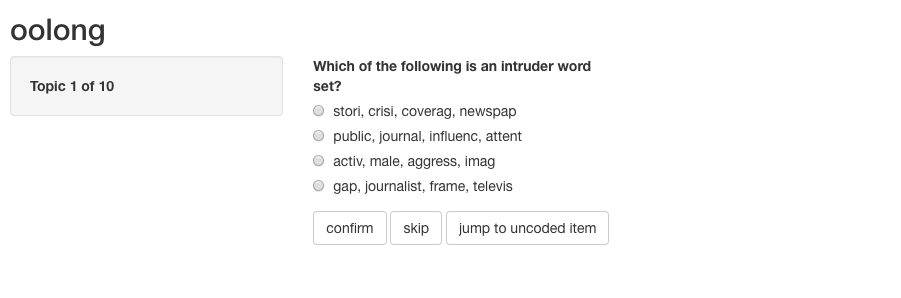 oolong
Topic 1 of 10
Which of the following is an intruder word
set?
stori, crisi, coverag, newspap
public, journal, influenc, attent
activ, male, aggress, imag
gap, journalist, frame, televis
confirm
skip
jump to uncoded item